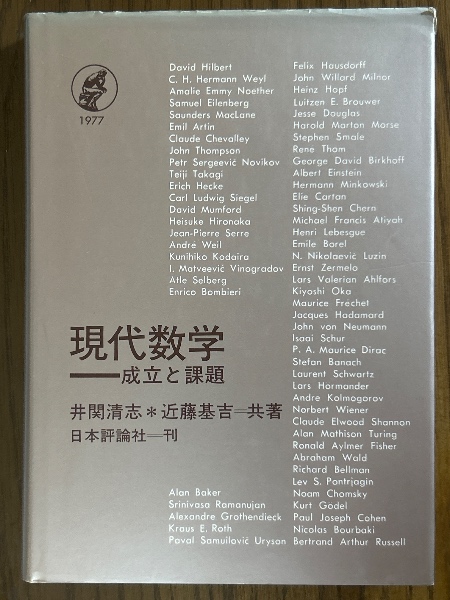 1977
David Hilbert
C. H. Hermann Weyl
Amalie Emmy Noether
Samuel Eilenberg
Saunders MacLane
Emil Artin
Claude Chevalley
John Thompson
Petr Sergeevič Novikov
Teiji Takagi
Erich Hecke
Carl Ludwig Siegel
David Mumford
Heisuke Hironaka
Jean-Pierre Serre
André Weil
Kunihiko Kodaira
I. Matveevič Vinogradov
Atle Selberg
Enrico Bombieri
Felix Hausdorff
John Willard Milnor
Heinz Hopf
Luitzen E. Brouwer
Jesse Douglas
Harold Marston Morse
Stephen Smale
Rene Thom
George David Birkhoff
Albert Einstein
Hermann Minkowski
Elie Cartan
Shing-Shen Chern
Michael Francis Atiyah
Henri Lebesgue
Emile Borel
N. Nikolaevič Luzin
Ernst Zermelo
Lars Valerian Ahlfors
Kiyoshi Oka
Maurice Fréchet
Jacques Hadamard
John von Neumann
Isaai Schur
P. A. Maurice Dirac
Stefan Banach
Laurent Schwartz
Lars Hormander
Andre Kolmogorov
Norbert Wiener
Claude Elwood Shannon
Alan Mathison Turing
Ronald Aylmer Fisher
Abraham Wald
Richard Bellman
Lev S. Pontrjagin
Noam Chomsky
Kurt Gödel
Paul Joseph Cohen
Nicolas Bourbaki
Bertrand Arthur Russell
現代数学
——成立と課題
井関清志＊近藤基吉＝共著
日本評論社＝刊
Alan Baker
Srinivasa Ramanujan
Alexandre Grothendieck
Kraus E. Roth
Paval Samuilovič Uryson